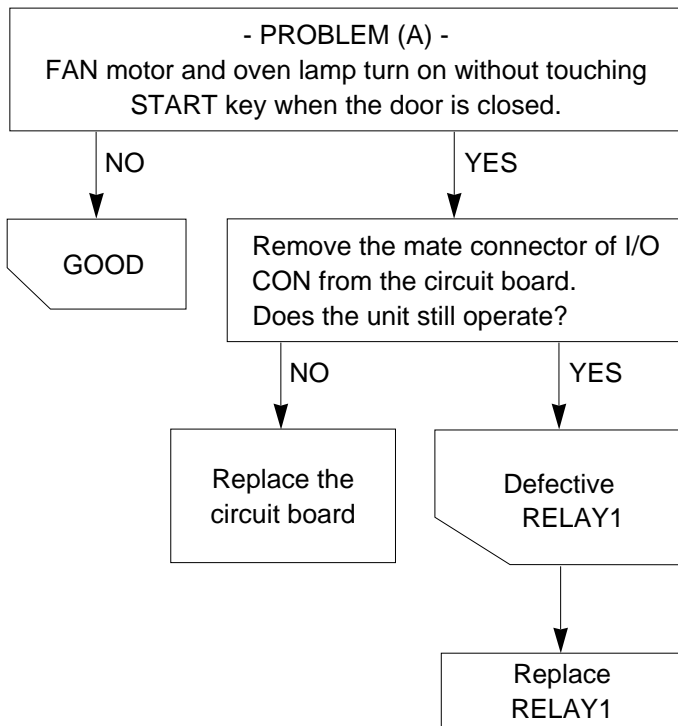 - PROBLEM (A) -
FAN motor and oven lamp turn on without touching
START key when the door is closed.
NO
YES
GOOD
Remove the mate connector of I/O
CON from the circuit board.
Does the unit still operate?
NO
YES
Replace the
circuit board
Defective
RELAY1
Replace
RELAY1